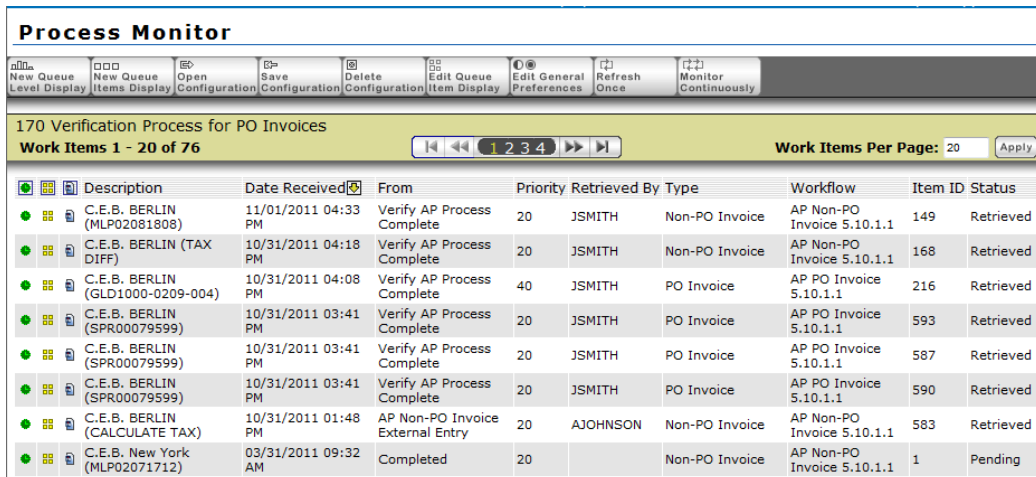 Process Monitor
New Queue Level Display
New Queue Items Display
Open Configuration
Save Configuration
Delete Configuration
Edit Queue Item Display
Edit General Preferences
Refresh Once
Monitor Continuously
170 Verification Process for PO Invoices
Work Items 1 - 20 of 76 1 2 3 4 Work Items Per Page: 20 Apply
Description Date Received From Priority Retrieved By Type Workflow Item ID Status
C.E.B. BERLIN (MLP02081808) 11/01/2011 04:33 PM Verify AP Process Complete 20 JSMITH Non-PO Invoice AP Non-PO Invoice 5.10.1.1 149 Retrieved
C.E.B. BERLIN (TAX DIFF) 10/31/2011 04:18 PM Verify AP Process Complete 20 JSMITH Non-PO Invoice AP Non-PO Invoice 5.10.1.1 168 Retrieved
C.E.B. BERLIN (GLD1000-0209-004) 10/31/2011 04:08 PM Verify AP Process Complete 40 JSMITH PO Invoice AP PO Invoice 5.10.1.1 216 Retrieved
C.E.B. BERLIN (SPR00079599) 10/31/2011 03:41 PM Verify AP Process Complete 20 JSMITH PO Invoice AP PO Invoice 5.10.1.1 593 Retrieved
C.E.B. BERLIN (SPR00079599) 10/31/2011 03:41 PM Verify AP Process Complete 20 JSMITH PO Invoice AP PO Invoice 5.10.1.1 587 Retrieved
C.E.B. BERLIN (SPR00079599) 10/31/2011 03:41 PM Verify AP Process Complete 20 JSMITH PO Invoice AP PO Invoice 5.10.1.1 590 Retrieved
C.E.B. BERLIN (CALCULATE TAX) 10/31/2011 01:48 PM AP Non-PO Invoice External Entry 20 AJOHNSON Non-PO Invoice AP Non-PO Invoice 5.10.1.1 583 Retrieved
C.E.B. New York (MLP02071712) 03/31/2011 09:32 AM Completed 20 Non-PO Invoice AP Non-PO Invoice 5.10.1.1 1 Pending